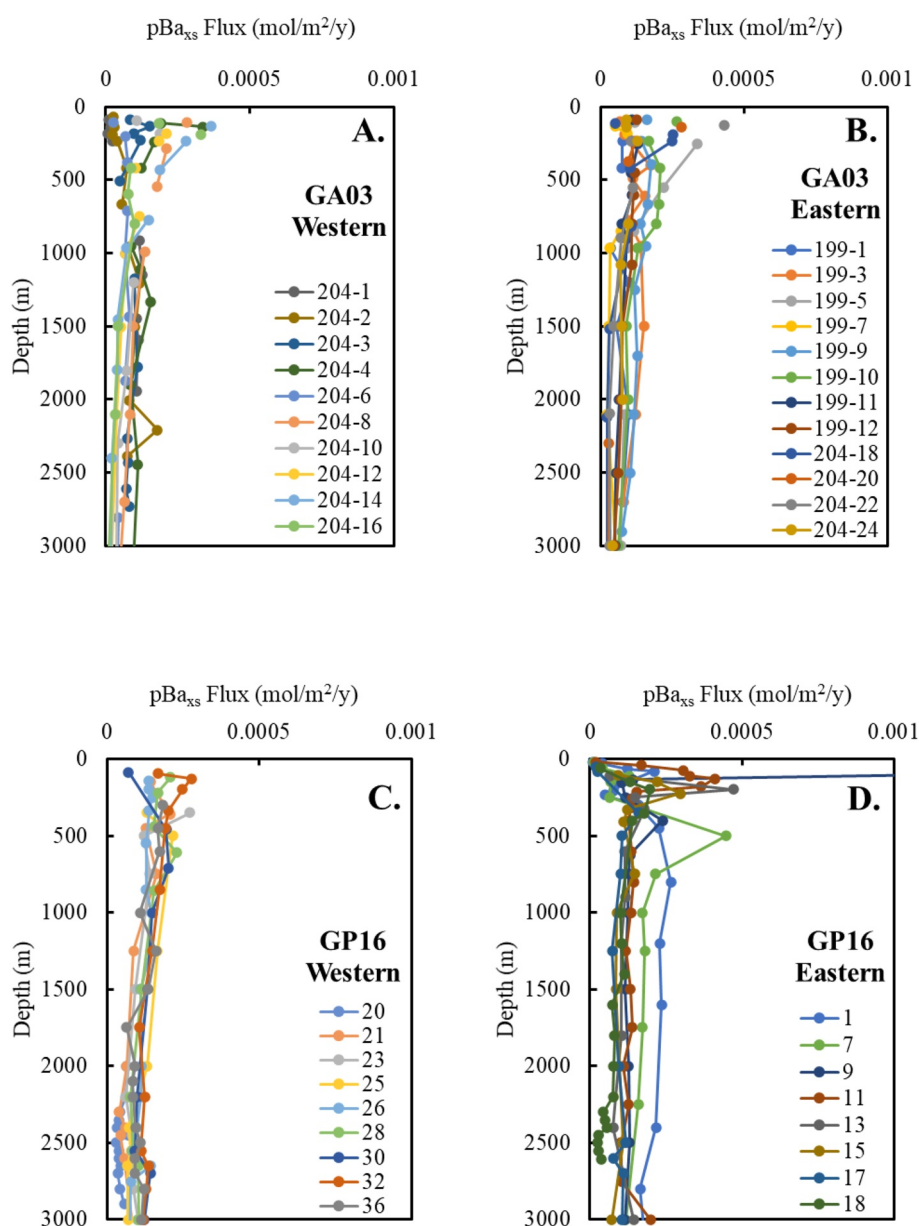 pBaxs Flux (mol/m2/y)
0 0.0005 0.001
0
500
1000
1500
2000
2500
3000
Depth (m)
A.
GA03
Western
204-1
204-2
204-3
204-4
204-6
204-8
204-10
204-12
204-14
204-16
pBaxs Flux (mol/m2/y)
0 0.0005 0.001
0
500
1000
1500
2000
2500
3000
Depth (m)
B.
GA03
Eastern
199-1
199-3
199-5
199-7
199-9
199-10
199-11
199-12
204-18
204-20
204-22
204-24
pBaxs Flux (mol/m2/y)
0 0.0005 0.001
0
500
1000
1500
2000
2500
3000
Depth (m)
C.
GP16
Western
20
21
23
25
26
28
30
32
36
pBaxs Flux (mol/m2/y)
0 0.0005 0.001
0
500
1000
1500
2000
2500
3000
Depth (m)
D.
GP16
Eastern
1
7
9
11
13
15
17
18